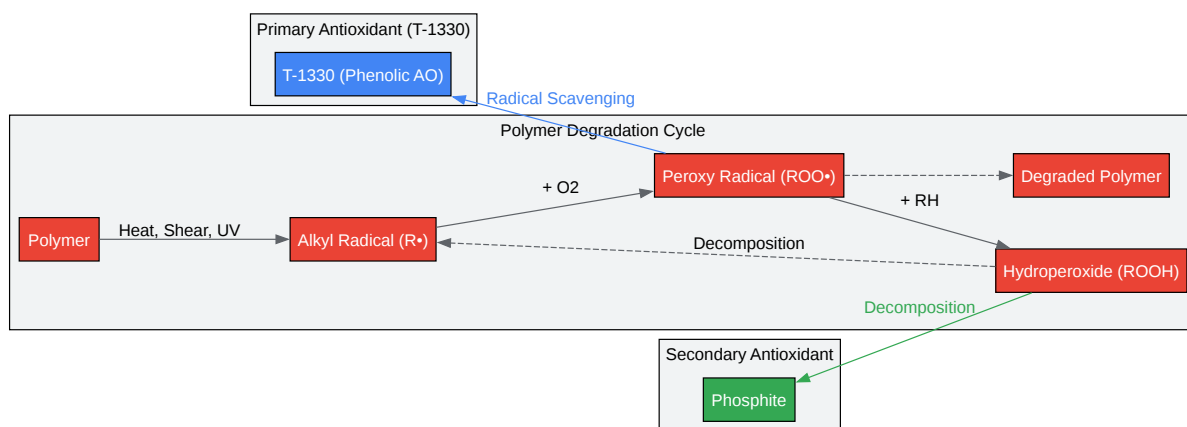 Primary Antioxidant (T-1330)
T-1330 (Phenolic AO)
Radical Scavenging
Polymer Degradation Cycle
Peroxy Radical (ROO•)
Degraded Polymer
+ O2
+ RH
Polymer
Heat, Shear, UV
Alkyl Radical (R•)
Decomposition
Hydroperoxide (ROOH)
Decomposition
Secondary Antioxidant
Phosphite